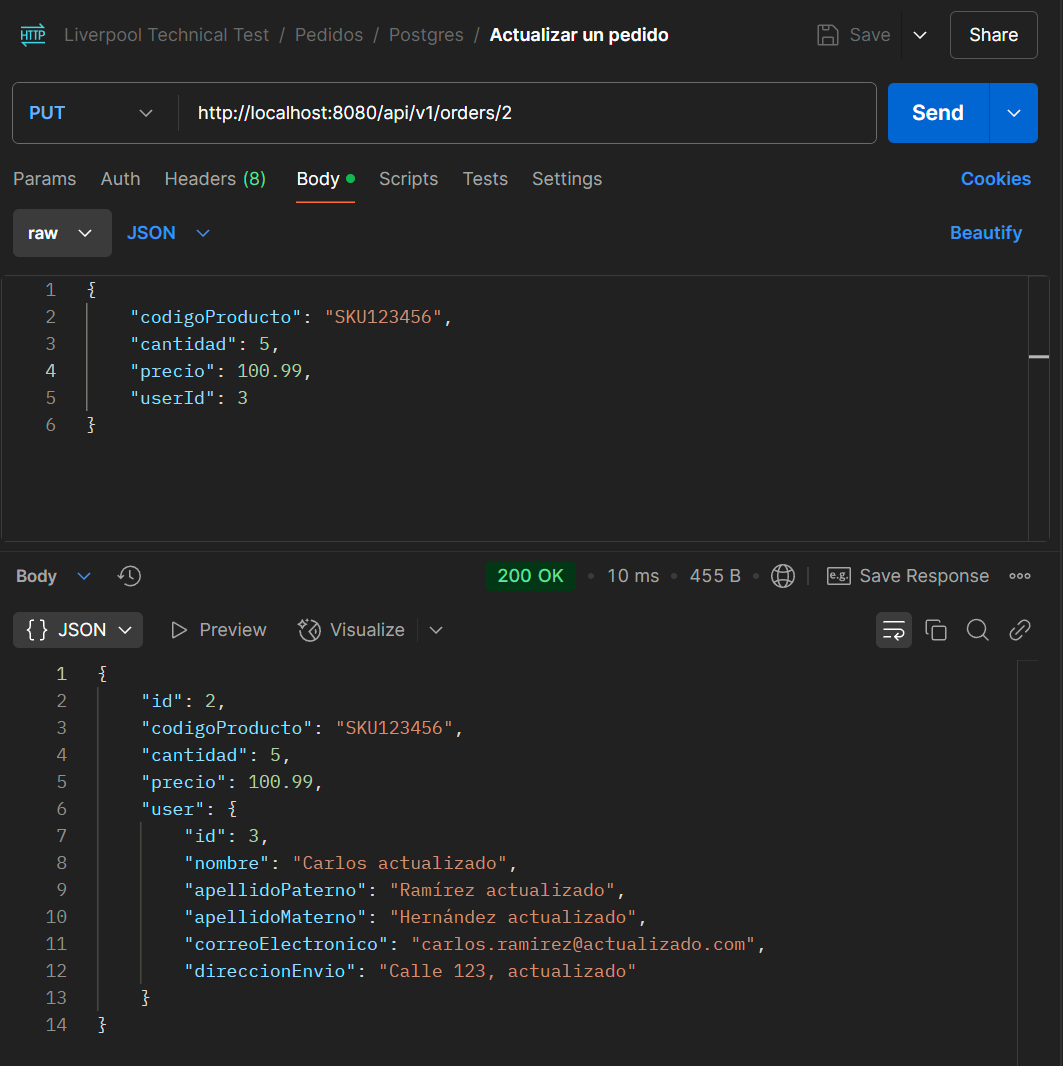 HTTP Liverpool Technical Test / Pedidos / Postgres / Actualizar un pedido Save Share
PUT http://localhost:8080/api/v1/orders/2 Send
Params Auth Headers (8) Body Scripts Tests Settings Cookies
raw JSON Beautify
1 {
2 "codigoProducto": "SKU123456",
3 "cantidad": 5,
4 "precio": 100.99,
5 "userId": 3
6 }
Body 200 OK • 10 ms • 455 B • e.g. Save Response
{} JSON Preview Visualize
1 {
2 "id": 2,
3 "codigoProducto": "SKU123456",
4 "cantidad": 5,
5 "precio": 100.99,
6 "user": {
7 "id": 3,
8 "nombre": "Carlos actualizado",
9 "apellidoPaterno": "Ramírez actualizado",
10 "apellidoMaterno": "Hernández actualizado",
11 "correoElectronico": "carlos.ramirez@actualizado.com",
12 "direccionEnvio": "Calle 123, actualizado"
13 }
14 }